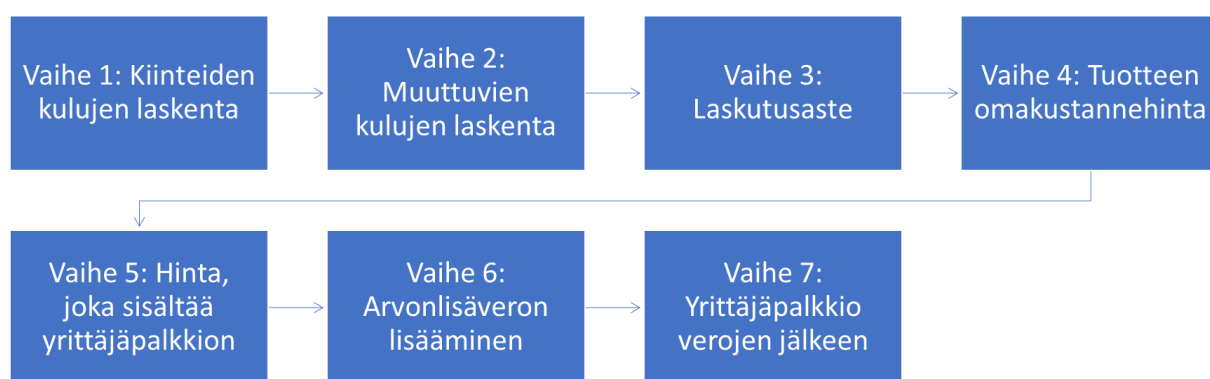 Vaihe 1: Kiinteiden
kulujen laskenta
Vaihe 2:
Muuttuvien
kulujen laskenta
Vaihe 3:
Laskutusaste
Vaihe 4: Tuotteen
omakustannehinta
Vaihe 5: Hinta,
joka sisältää
yrittäjäpalkkion
Vaihe 6:
Arvonlisäveron
lisääminen
Vaihe 7:
Yrittäjäpalkkio
verojen jälkeen